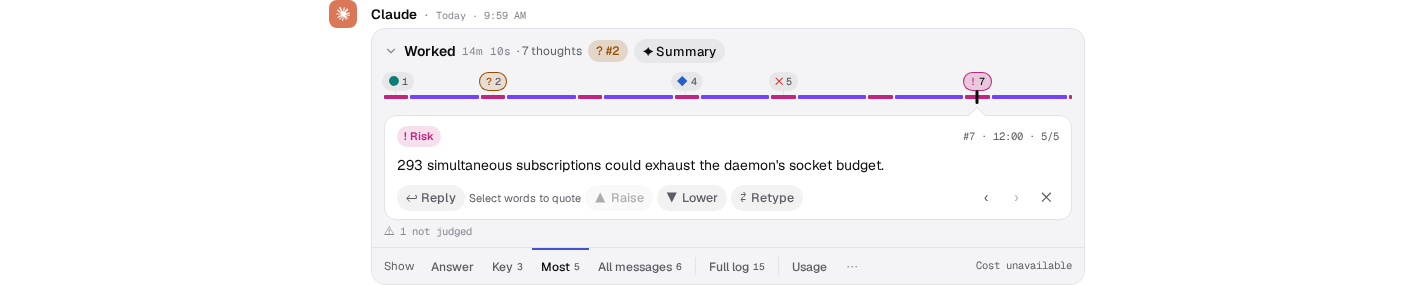 Claude · Today · 9:59 AM
Worked 14m 10s · 7 thoughts ? #2 ✦ Summary
1 ? 2 4 5 ! 7
! Risk #7 · 12:00 · 5/5
293 simultaneous subscriptions could exhaust the daemon's socket budget.
↩ Reply Select words to quote ▲ Raise ▼ Lower ⇄ Retype ‹ › ✕
⚠ 1 not judged
Show Answer Key 3 Most 5 All messages 6 Full log 15 Usage ··· Cost unavailable